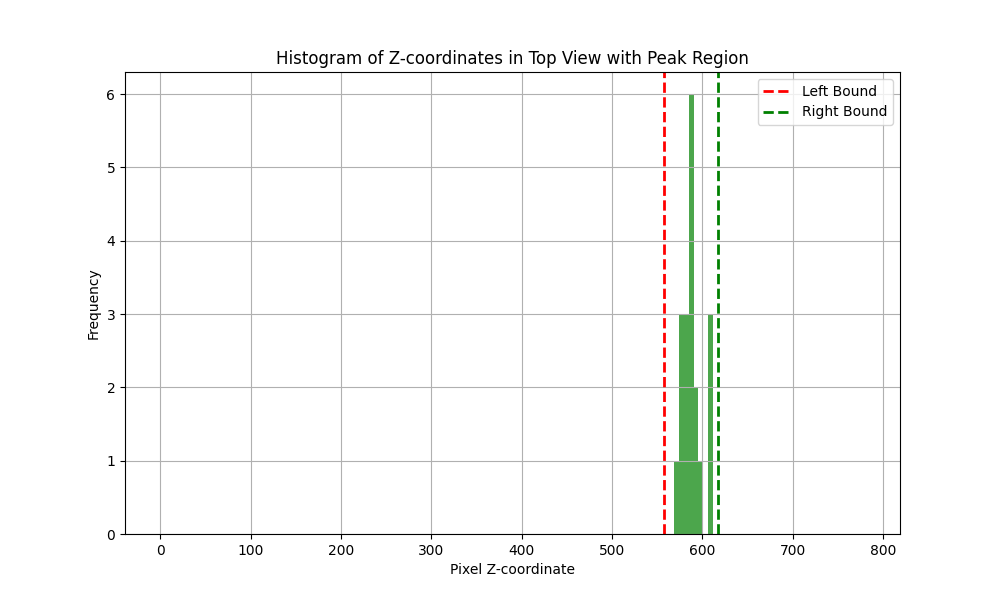 Histogram of Z-coordinates in Top View with Peak Region
Left Bound
Right Bound
6
5
4
3
2
1
0
Frequency
0 100 200 300 400 500 600 700 800
Pixel Z-coordinate